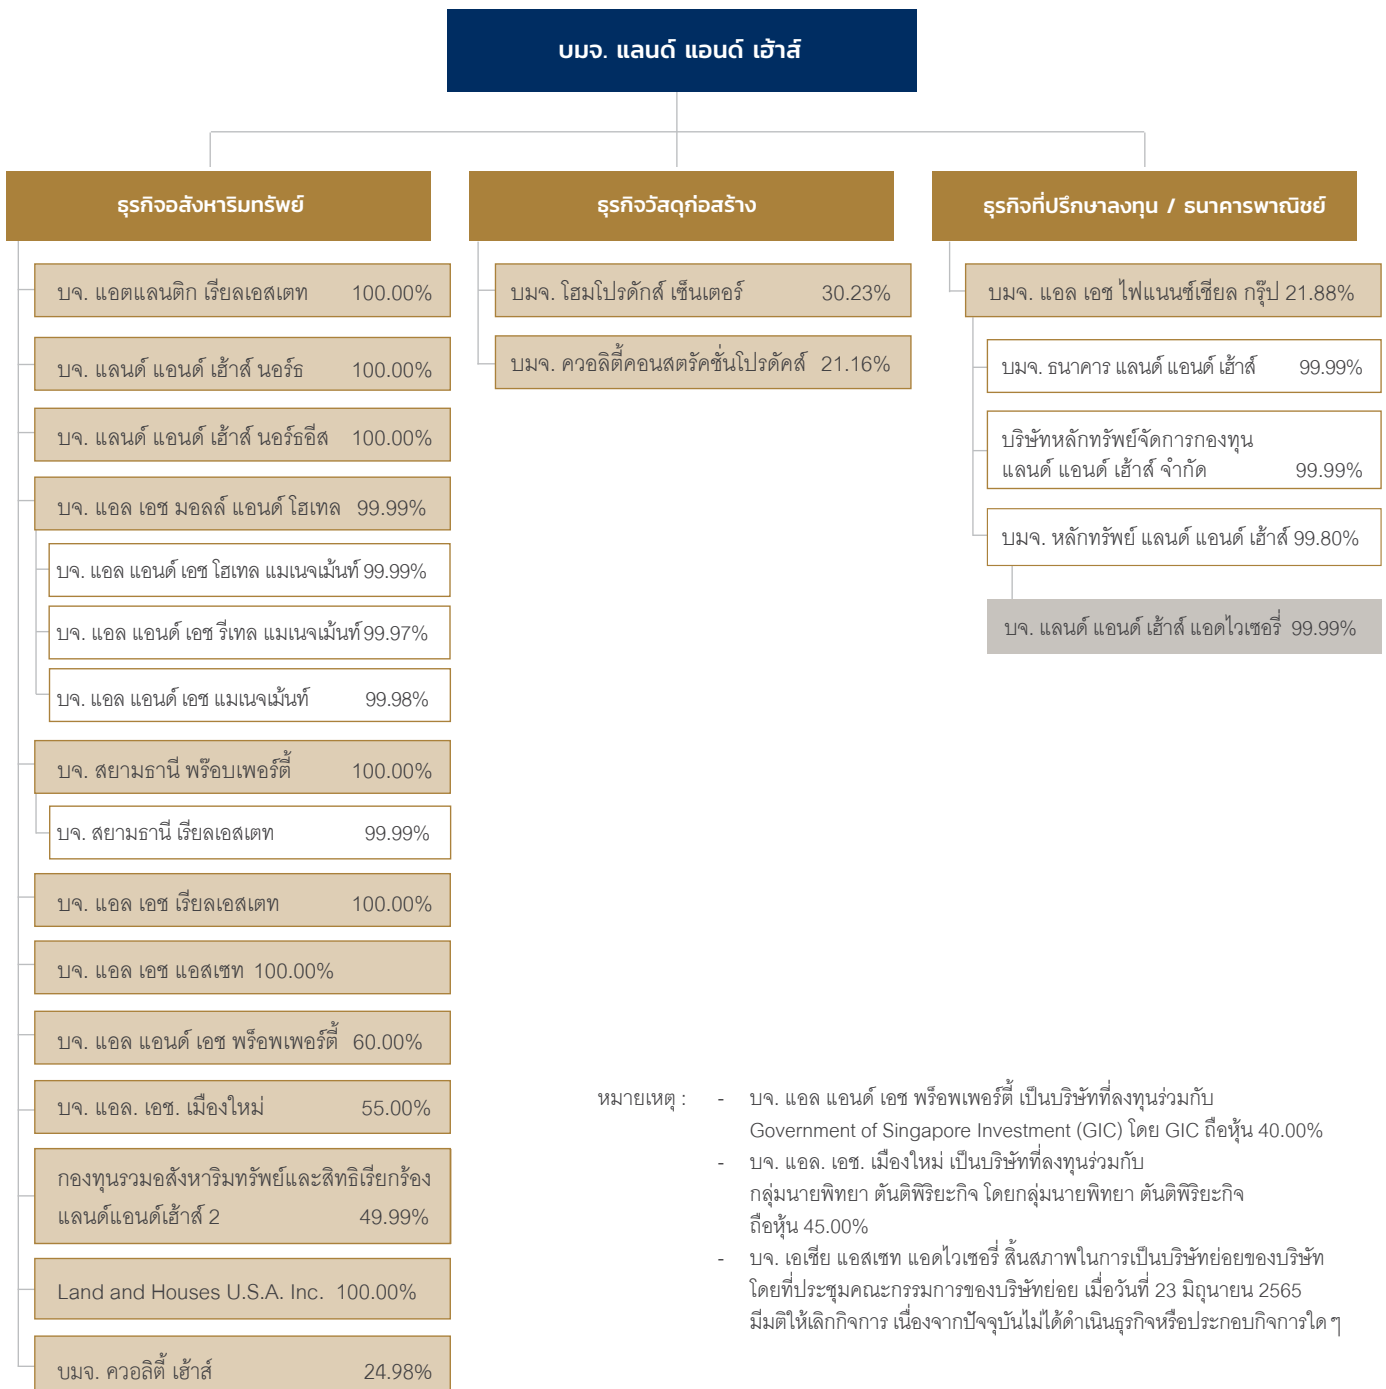 บมจ. แลนด์ แอนด์ เฮ้าส์
ธุรกิจอสังหาริมทรัพย์
บจ. แอตแลนติก เรียลเอสเตท 100.00%
บจ. แลนด์ แอนด์ เฮ้าส์ นอร์ธ 100.00%
บจ. แลนด์ แอนด์ เฮ้าส์ นอร์ธอีส 100.00%
บจ. แอล เอช มอลล์ แอนด์ โฮเทล 99.99%
บจ. แอล แอนด์ เอช โฮเทล แมเนจเม้นท์ 99.99%
บจ. แอล แอนด์ เอช รีเทล แมเนจเม้นท์ 99.97%
บจ. แอล แอนด์ เอช แมเนจเม้นท์ 99.98%
บจ. สยามธานี พร๊อบเพอร์ตี้ 100.00%
บจ. สยามธานี เรียลเอสเตท 99.99%
บจ. แอล เอช เรียลเอสเตท 100.00%
บจ. แอล เอช แอสเซท 100.00%
บจ. แอล แอนด์ เอช พร็อพเพอร์ตี้ 60.00%
บจ. แอล. เอช. เมืองใหม่ 55.00%
กองทุนรวมอสังหาริมทรัพย์และสิทธิเรียกร้อง
แลนด์แอนด์เฮ้าส์ 2 49.99%
Land and Houses U.S.A. Inc. 100.00%
บมจ. ควอลิตี้ เฮ้าส์ 24.98%
ธุรกิจวัสดุก่อสร้าง
บมจ. โฮมโปรดักส์ เซ็นเตอร์ 30.23%
บมจ. ควอลิตี้คอนสตรัคชั่นโปรดัคส์ 21.16%
ธุรกิจที่ปรึกษาลงทุน / ธนาคารพาณิชย์
บมจ. แอล เอช ไฟแนนซ์เชียล กรุ๊ป 21.88%
บมจ. ธนาคาร แลนด์ แอนด์ เฮ้าส์ 99.99%
บริษัทหลักทรัพย์จัดการกองทุน
แลนด์ แอนด์ เฮ้าส์ จำกัด 99.99%
บมจ. หลักทรัพย์ แลนด์ แอนด์ เฮ้าส์ 99.80%
บจ. แลนด์ แอนด์ เฮ้าส์ แอดไวเซอรี่ 99.99%
หมายเหตุ : - บจ. แอล แอนด์ เอช พร็อพเพอร์ตี้ เป็นบริษัทที่ลงทุนร่วมกับ
Government of Singapore Investment (GIC) โดย GIC ถือหุ้น 40.00%
- บจ. แอล. เอช. เมืองใหม่ เป็นบริษัทที่ลงทุนร่วมกับ
กลุ่มนายพิทยา ตันติพิริยะกิจ โดยกลุ่มนายพิทยา ตันติพิริยะกิจ
ถือหุ้น 45.00%
- บจ. เอเชีย แอสเซท แอดไวเซอรี่ สิ้นสภาพในการเป็นบริษัทย่อยของบริษัท
โดยที่ประชุมคณะกรรมการของบริษัทย่อย เมื่อวันที่ 23 มิถุนายน 2565
มีมติให้เลิกกิจการ เนื่องจากปัจจุบันไม่ได้ดำเนินธุรกิจหรือประกอบกิจการใด ๆ